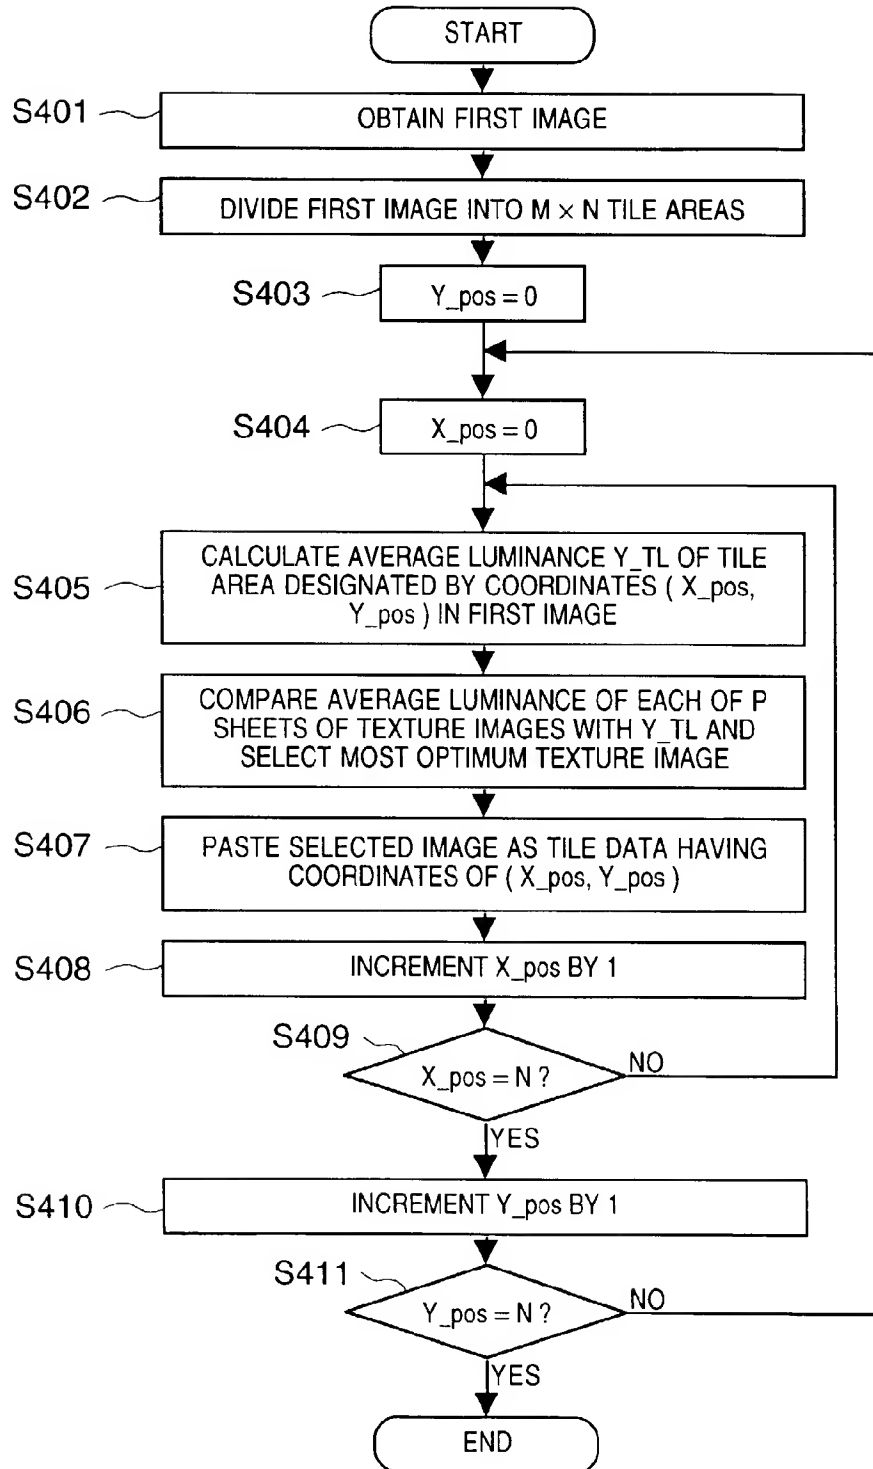 START
S401
OBTAIN FIRST IMAGE
S402
DIVIDE FIRST IMAGE INTO M × N TILE AREAS
S403
Y_pos = 0
S404
X_pos = 0
S405
CALCULATE AVERAGE LUMINANCE Y_TL OF TILE
AREA DESIGNATED BY COORDINATES ( X_pos,
Y_pos ) IN FIRST IMAGE
S406
COMPARE AVERAGE LUMINANCE OF EACH OF P
SHEETS OF TEXTURE IMAGES WITH Y_TL AND
SELECT MOST OPTIMUM TEXTURE IMAGE
S407
PASTE SELECTED IMAGE AS TILE DATA HAVING
COORDINATES OF ( X_pos, Y_pos )
S408
INCREMENT X_pos BY 1
S409
X_pos = N ?
NO
YES
S410
INCREMENT Y_pos BY 1
S411
Y_pos = N ?
NO
YES
END